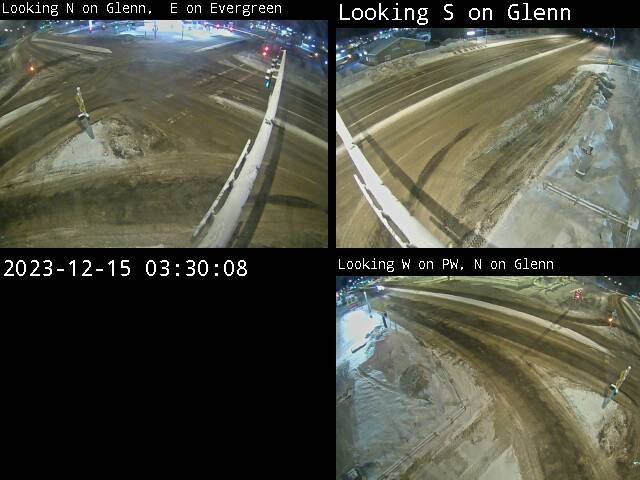 Looking N on Glenn,  E on Evergreen
Looking S on Glenn
2023-12-15 03:30:08
Looking W on PW, N on Glenn